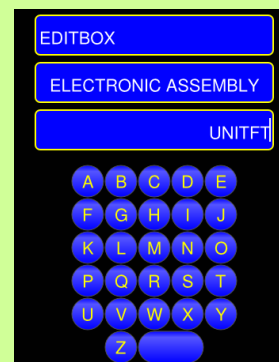 EDITBOX
ELECTRONIC ASSEMBLY
UNITFT
A B C D E
F G H I J
K L M N O
P Q R S T
U V W X Y
Z